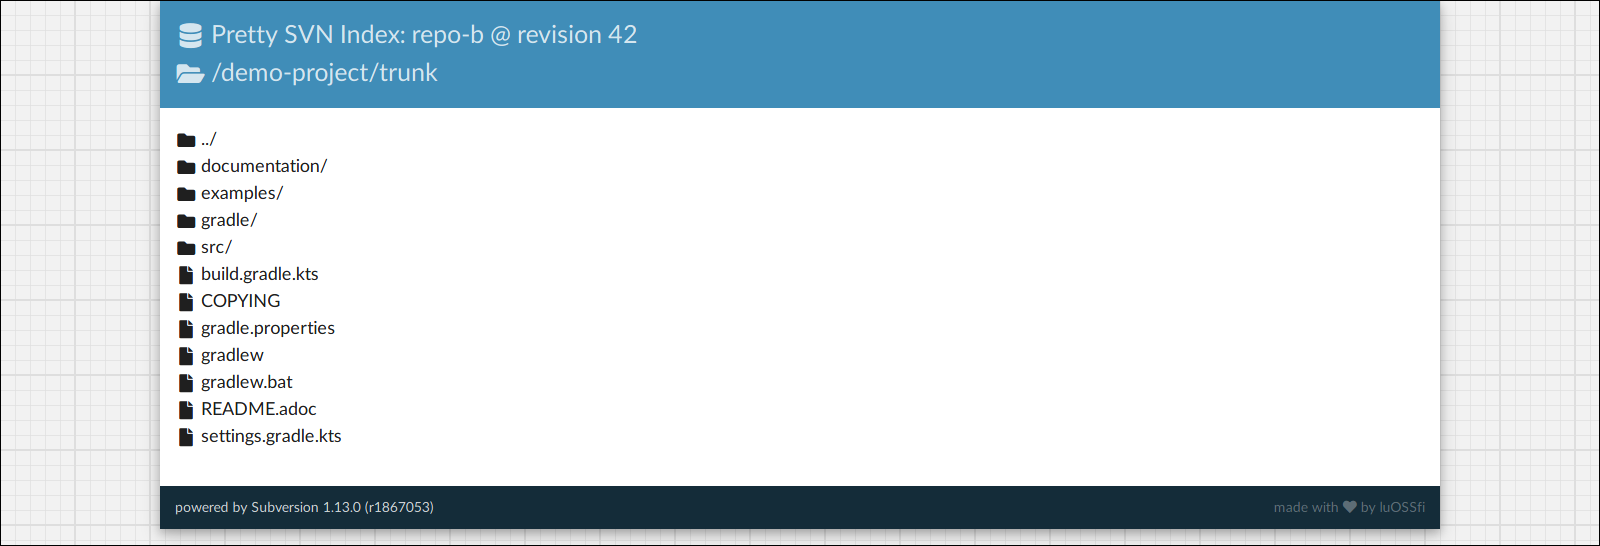 Pretty SVN Index: repo-b @ revision 42
/demo-project/trunk
../
documentation/
examples/
gradle/
src/
build.gradle.kts
COPYING
gradle.properties
gradlew
gradlew.bat
README.adoc
settings.gradle.kts
powered by Subversion 1.13.0 (r1867053)
made with ♥ by luOSSfi